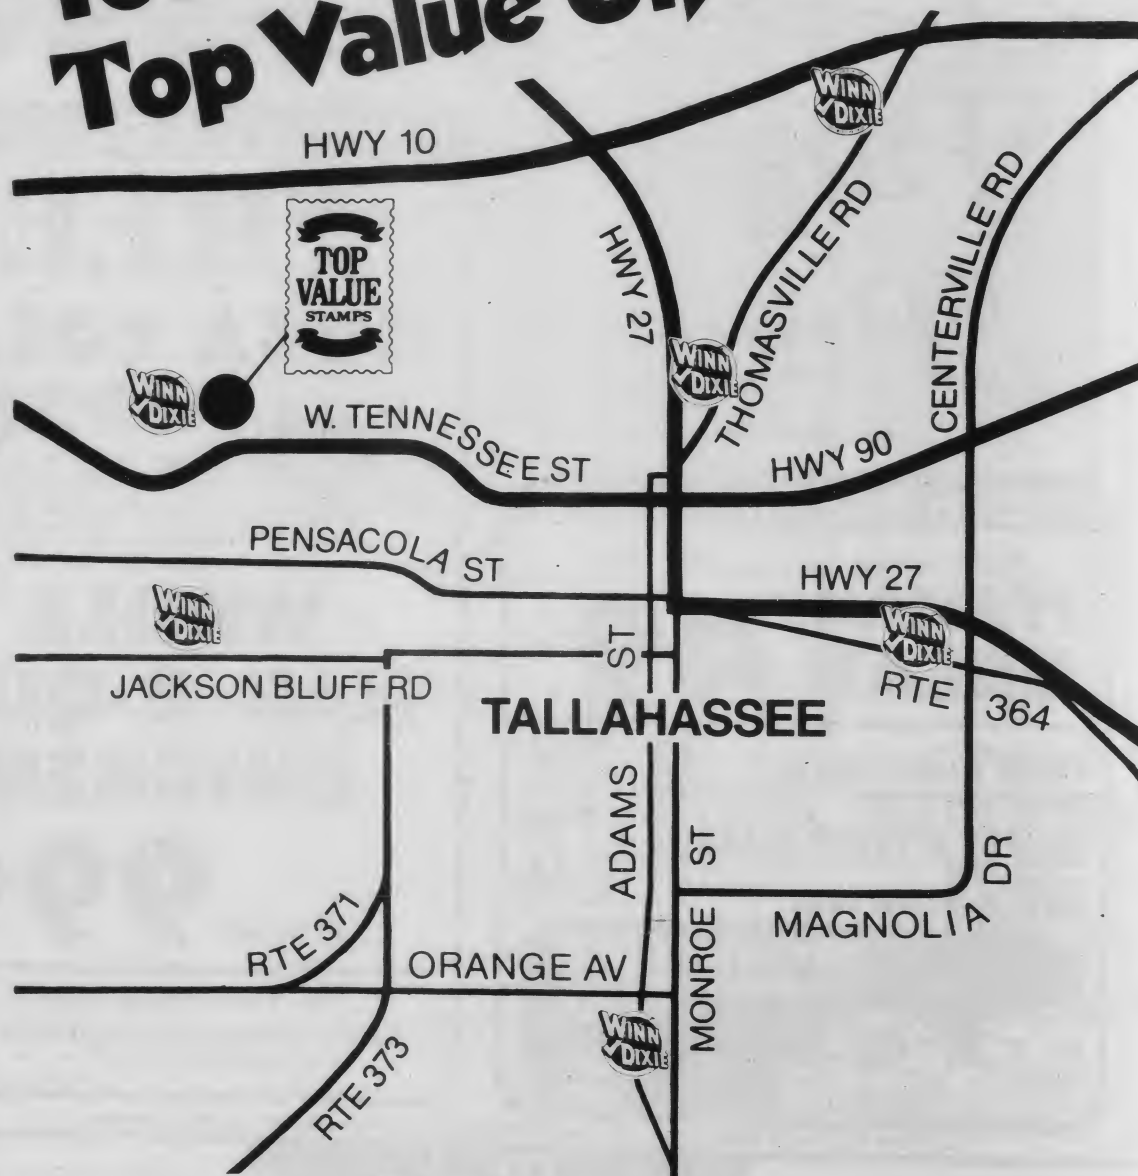 Top Value
WINN
DIXIE
HWY 10
THOMASVILLE RD
CENTERVILLE RD
TOP
VALUE
STAMPS
HWY 27
WINN
DIXIE
WINN
DIXIE
W. TENNESSEE ST
HWY 90
PENSACOLA ST
HWY 27
WINN
DIXIE
WINN
DIXIE
JACKSON BLUFF RD
RTE 364
TALLAHASSEE
ADAMS ST
MONROE ST
MAGNOLIA DR
RTE 371
ORANGE AV
WINN
DIXIE
RTE 373